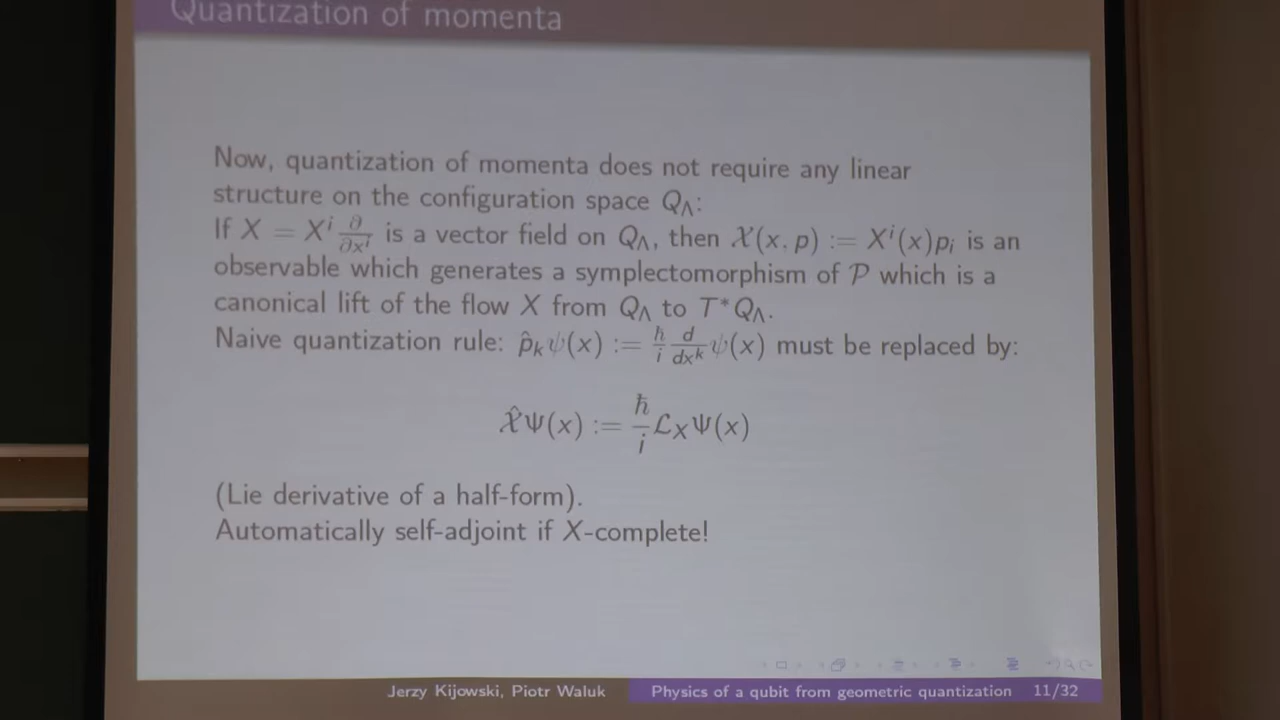 Quantization of momenta
Now, quantization of momenta does not require any linear
structure on the configuration space Q_Λ:
If X = X^i ∂/∂x^i is a vector field on Q_Λ, then 𝒳(x, p) := X^i(x)p_i is an
observable which generates a symplectomorphism of 𝒫 which is a
canonical lift of the flow X from Q_Λ to T*Q_Λ.
Naive quantization rule: p̂_kψ(x) := ħ/i d/dx^k ψ(x) must be replaced by:
𝒳̂Ψ(x) := ħ/i ℒ_XΨ(x)
(Lie derivative of a half-form).
Automatically self-adjoint if X-complete!
Jerzy Kijowski, Piotr Waluk Physics of a qubit from geometric quantization 11/32